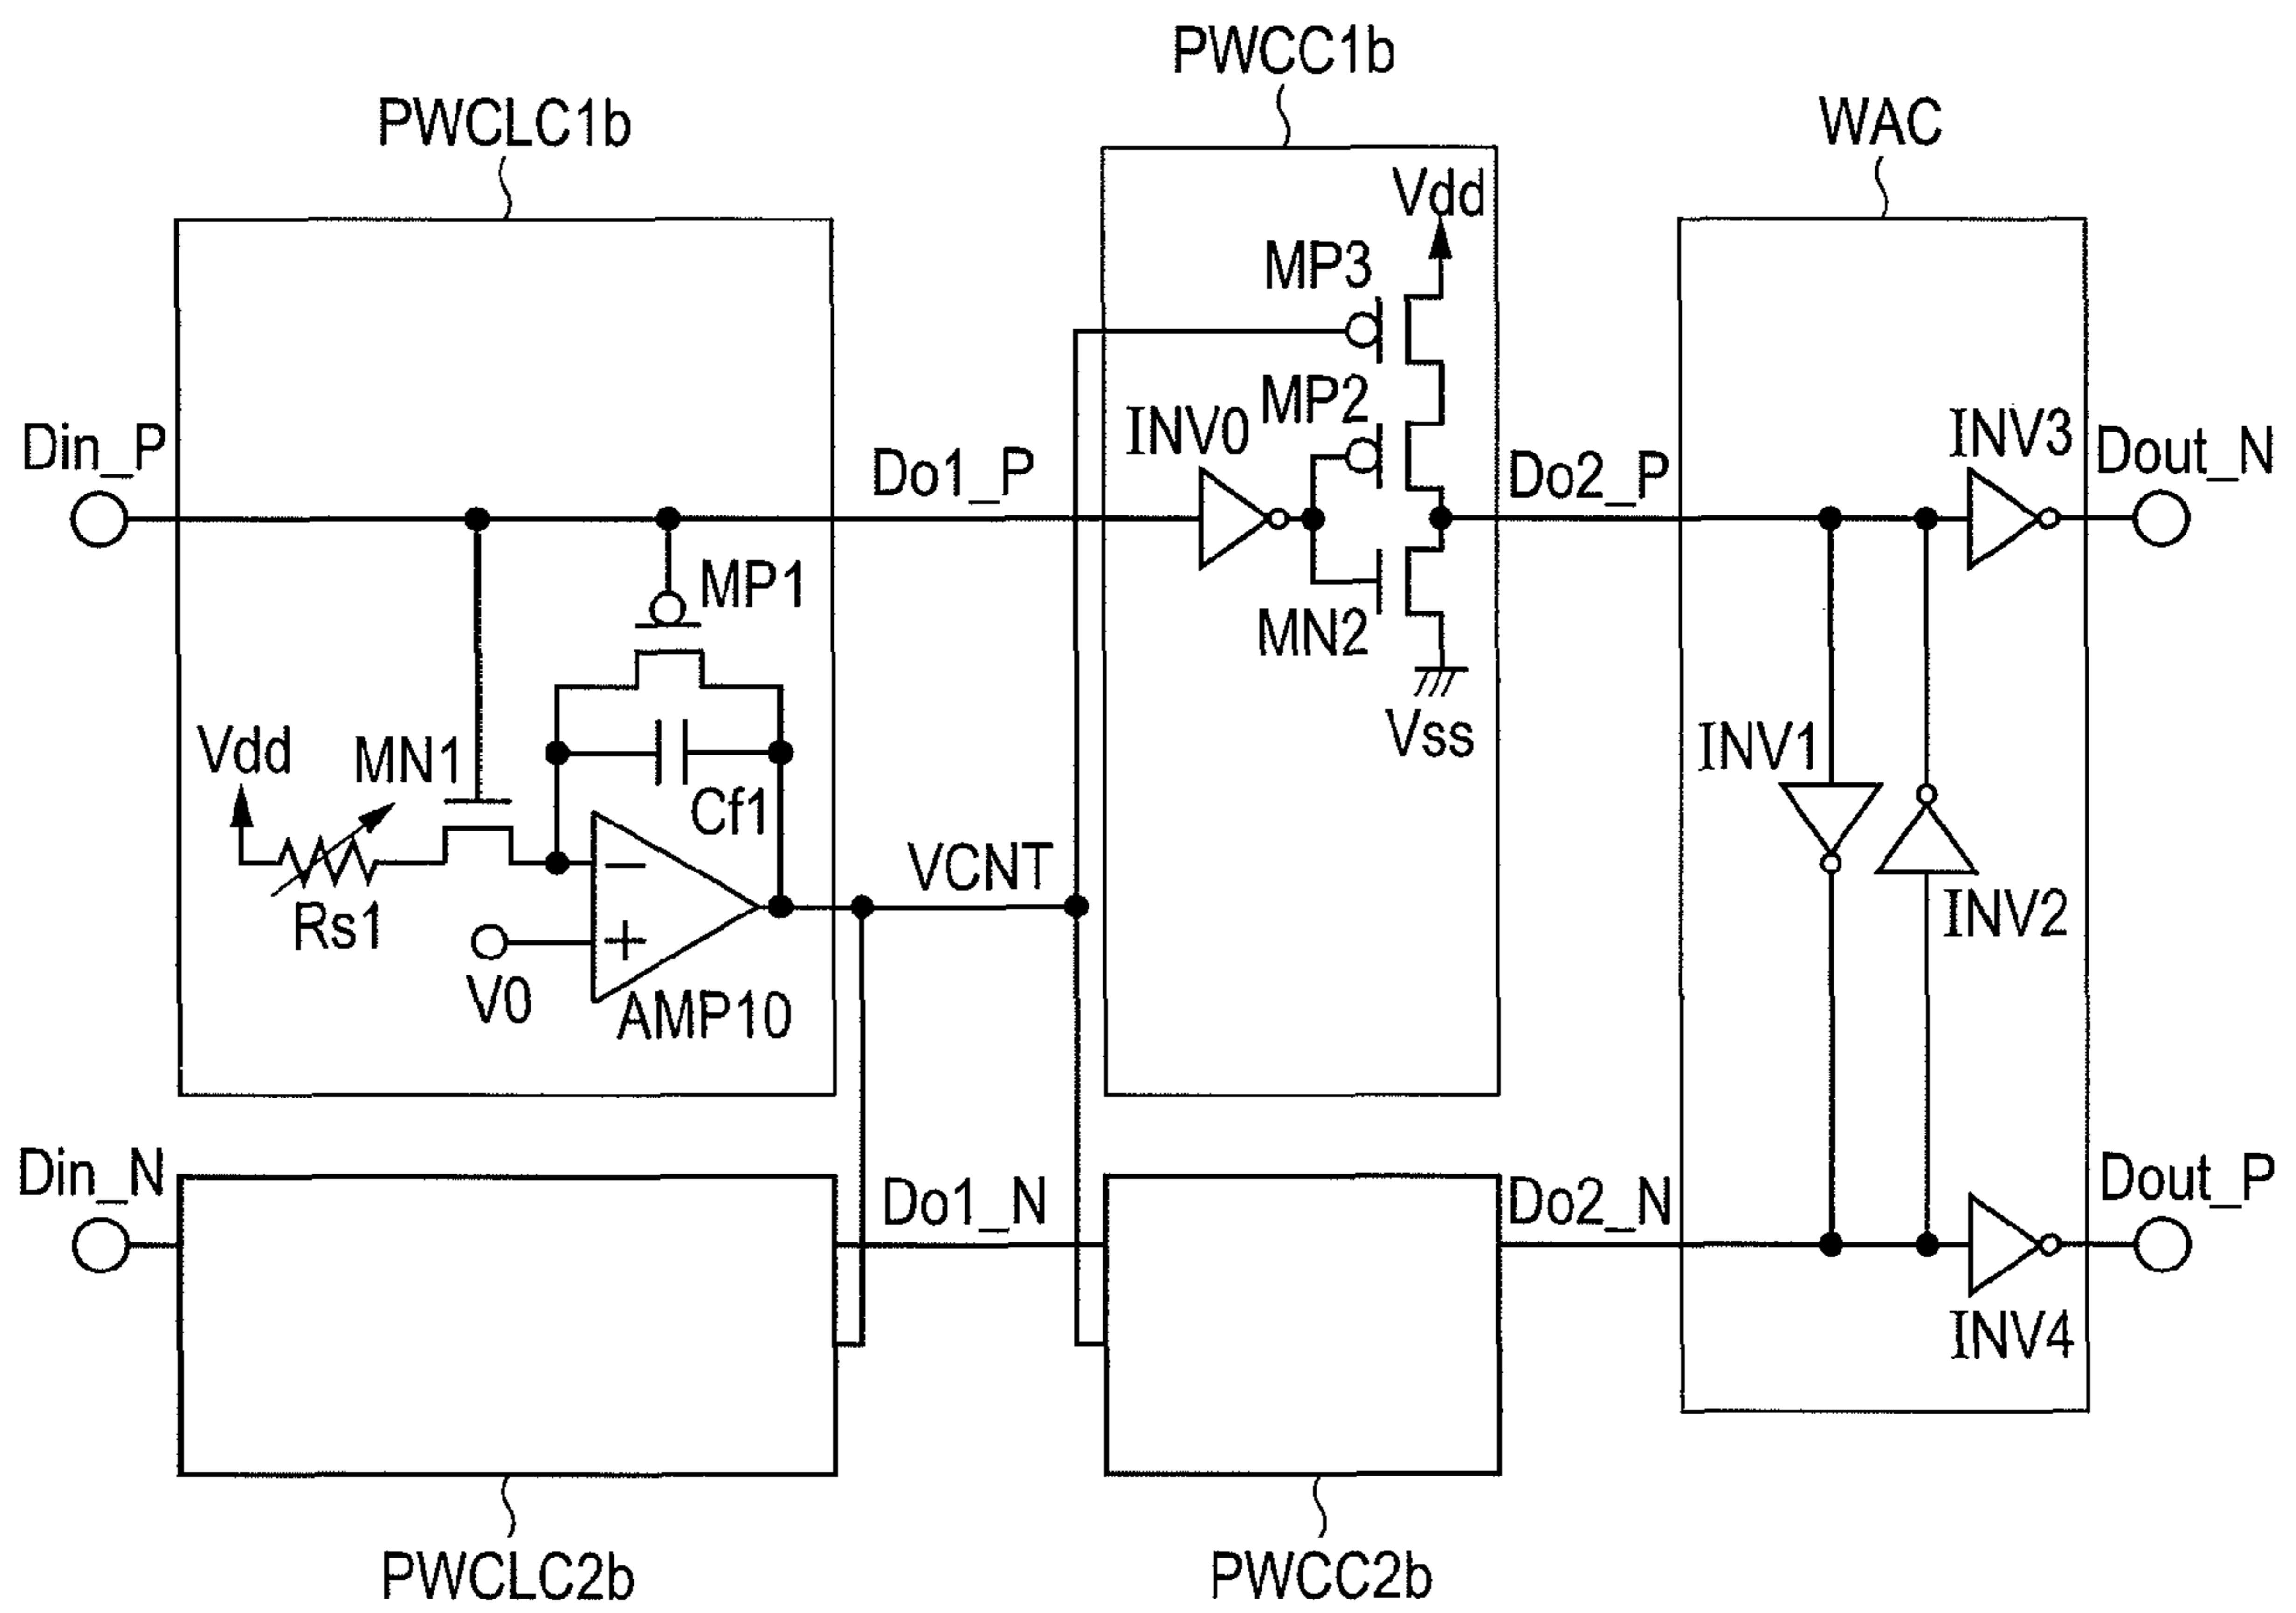 PWCC1b
PWCLC1b
WAC
Vdd
MP3
MP2
INV0
INV3
Din_P
Do1_P
Do2_P
Dout_N
MP1
MN2
Vss
INV1
Vdd
MN1
Cf1
VCNT
Rs1
INV2
V0
AMP10
−
+
Din_N
Do1_N
Do2_N
Dout_P
INV4
PWCLC2b
PWCC2b